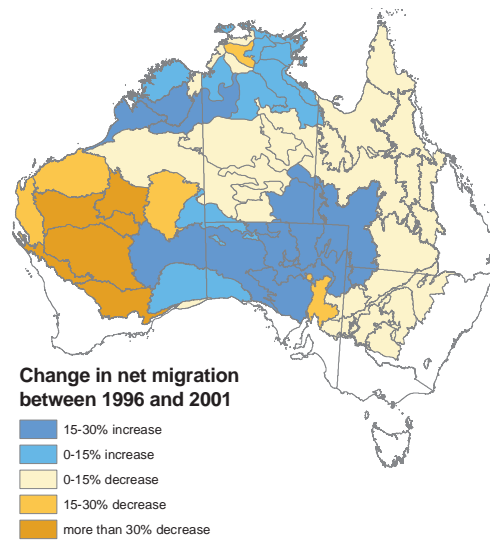 Change in net migration
between 1996 and 2001
15-30% increase
0-15% increase
0-15% decrease
15-30% decrease
more than 30% decrease